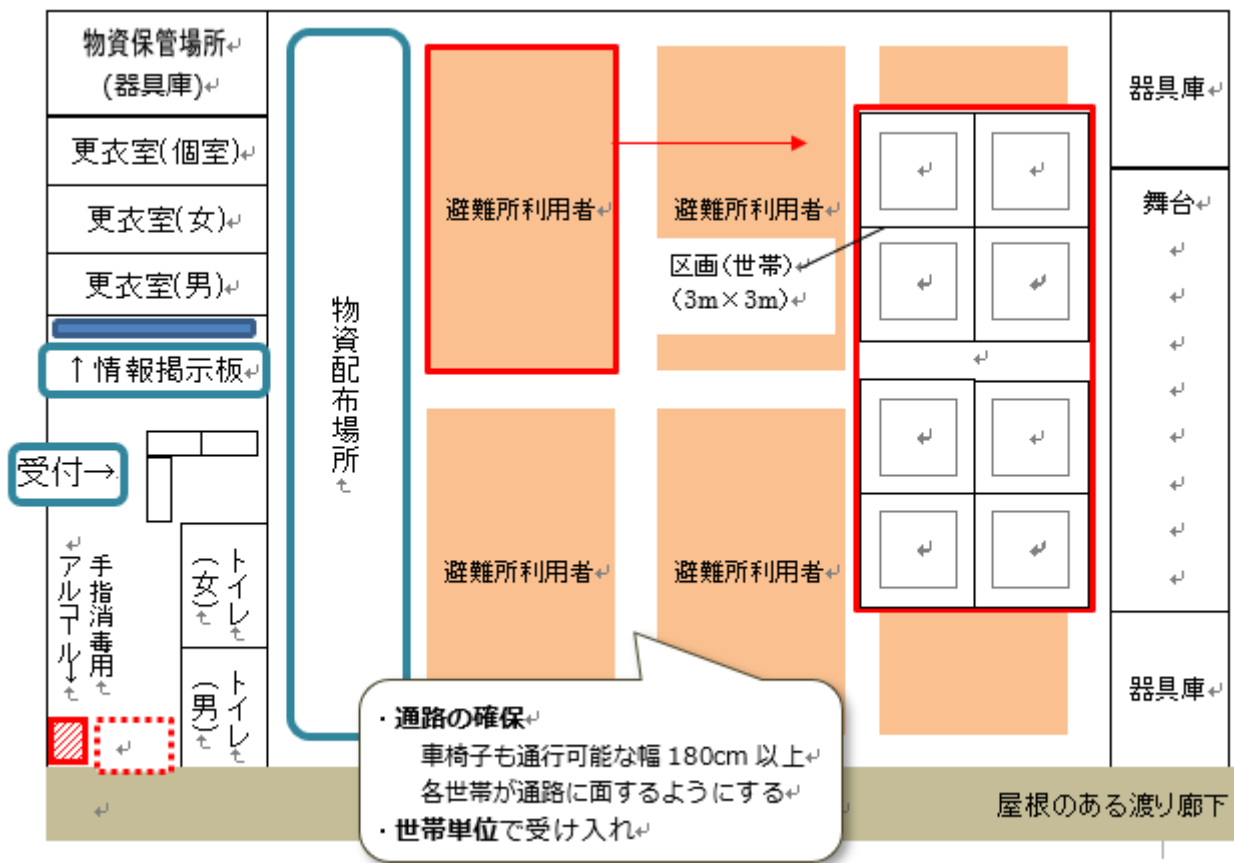 物資保管場所
(器具庫)
更衣室(個室)
更衣室(女)
更衣室(男)
↑情報掲示板
受付→
手指消毒用
アルコール→
トイレ
(女)
トイレ
(男)
物資配布場所
避難所利用者
避難所利用者
区画(世帯)
(3m×3m)
避難所利用者
避難所利用者
器具庫
舞台
器具庫
・通路の確保
車椅子も通行可能な幅 180cm 以上
各世帯が通路に面するようにする
・世帯単位で受け入れ
屋根のある渡り廊下